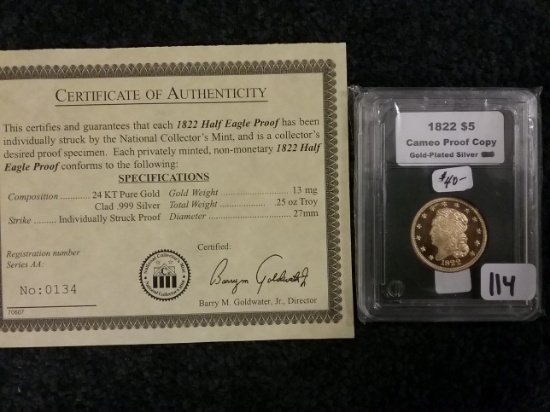 CERTIFICATE OF AUTHENTICITY
This certifies and guarantees that each 1822 Half Eagle Proof has been
individually struck by the National Collector's Mint, and is a collector's
desired proof specimen. Each privately minted, non-monetary 1822 Half
Eagle Proof conforms to the following:
SPECIFICATIONS
Composition 24 KT Pure Gold Clad .999 Silver
Strike Individually Struck Proof
Gold Weight 13 mg
Total Weight .25 oz Troy
Diameter 27mm
Registration number
Series AA:
No:0134
Certified:
Barry M. Goldwater, Jr.
Barry M. Goldwater, Jr., Director
70607
1822 $5
Cameo Proof Copy
Gold-Plated Silver
$40-
114